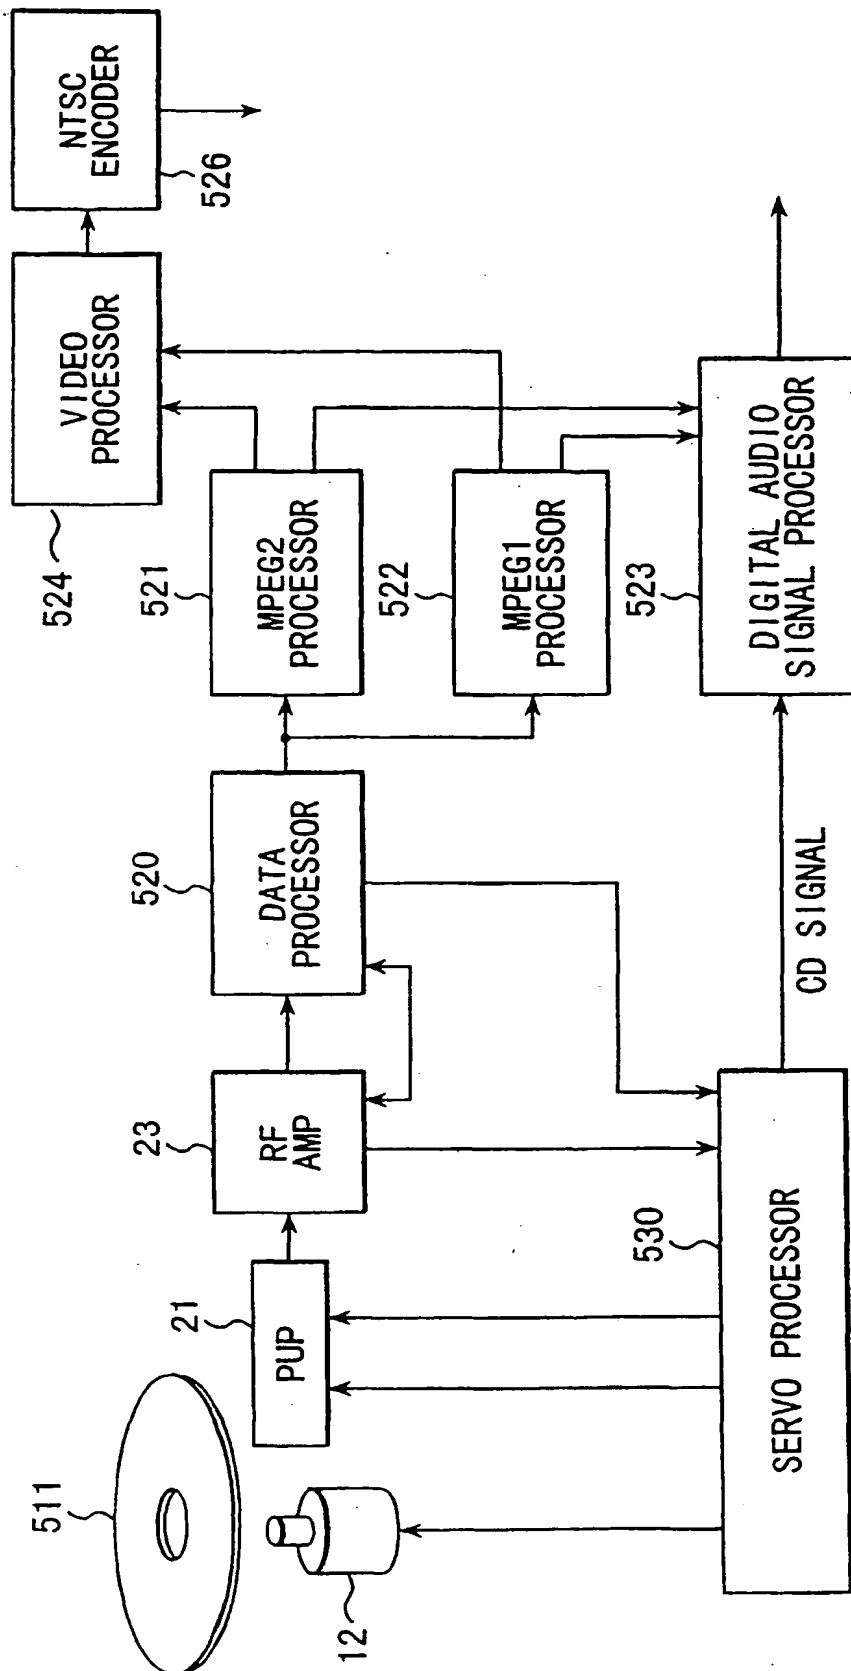 511
12
21
PUP
23
RF
AMP
520
DATA
PROCESSOR
521
MPEG2
PROCESSOR
522
MPEG1
PROCESSOR
524
VIDEO
PROCESSOR
NTSC
ENCODER
526
530
SERVO PROCESSOR
CD SIGNAL
523
DIGITAL AUDIO
SIGNAL PROCESSOR